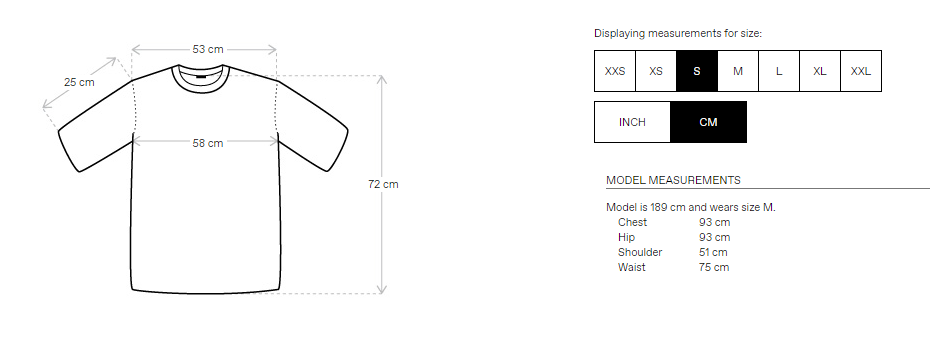 53 cm
25 cm
58 cm
72 cm
Displaying measurements for size:
XXS XS S M L XL XXL
INCH CM
MODEL MEASUREMENTS
Model is 189 cm and wears size M.
Chest 93 cm
Hip 93 cm
Shoulder 51 cm
Waist 75 cm